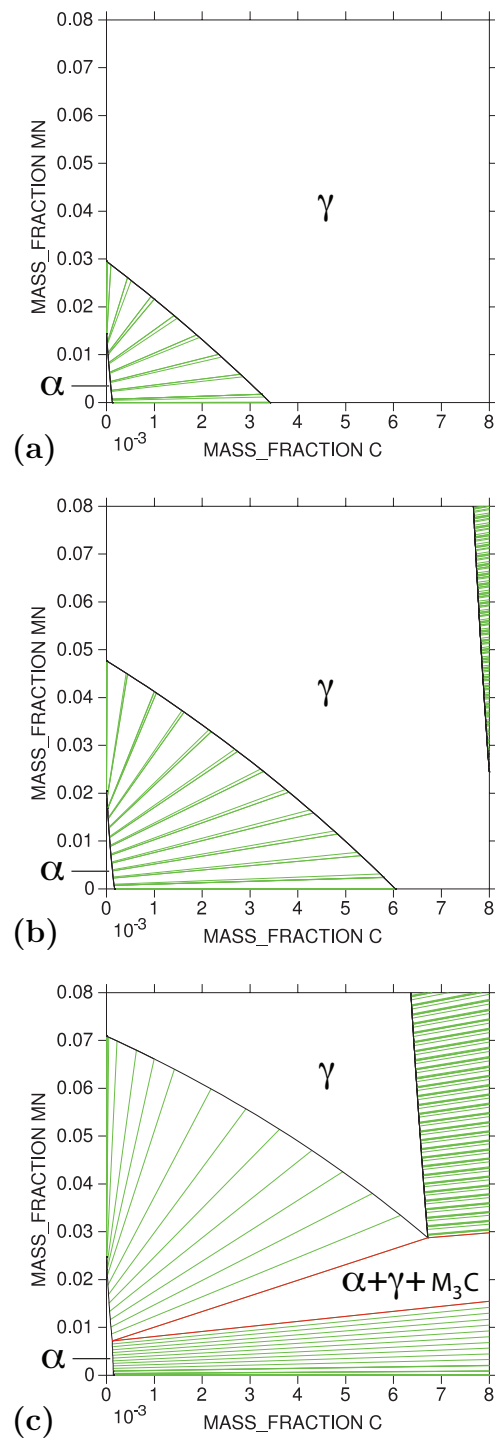 0.08
0.07
0.06
0.05
0.04
0.03
0.02
0.01
0
MASS_FRACTION MN
γ
α
0 1 2 3 4 5 6 7 8
10⁻³
MASS_FRACTION C
(a)
0.08
0.07
0.06
0.05
0.04
0.03
0.02
0.01
0
MASS_FRACTION MN
γ
α
0 1 2 3 4 5 6 7 8
10⁻³
MASS_FRACTION C
(b)
0.08
0.07
0.06
0.05
0.04
0.03
0.02
0.01
0
MASS_FRACTION MN
γ
α+γ+ M₃C
α
0 1 2 3 4 5 6 7 8
10⁻³
MASS_FRACTION C
(c)